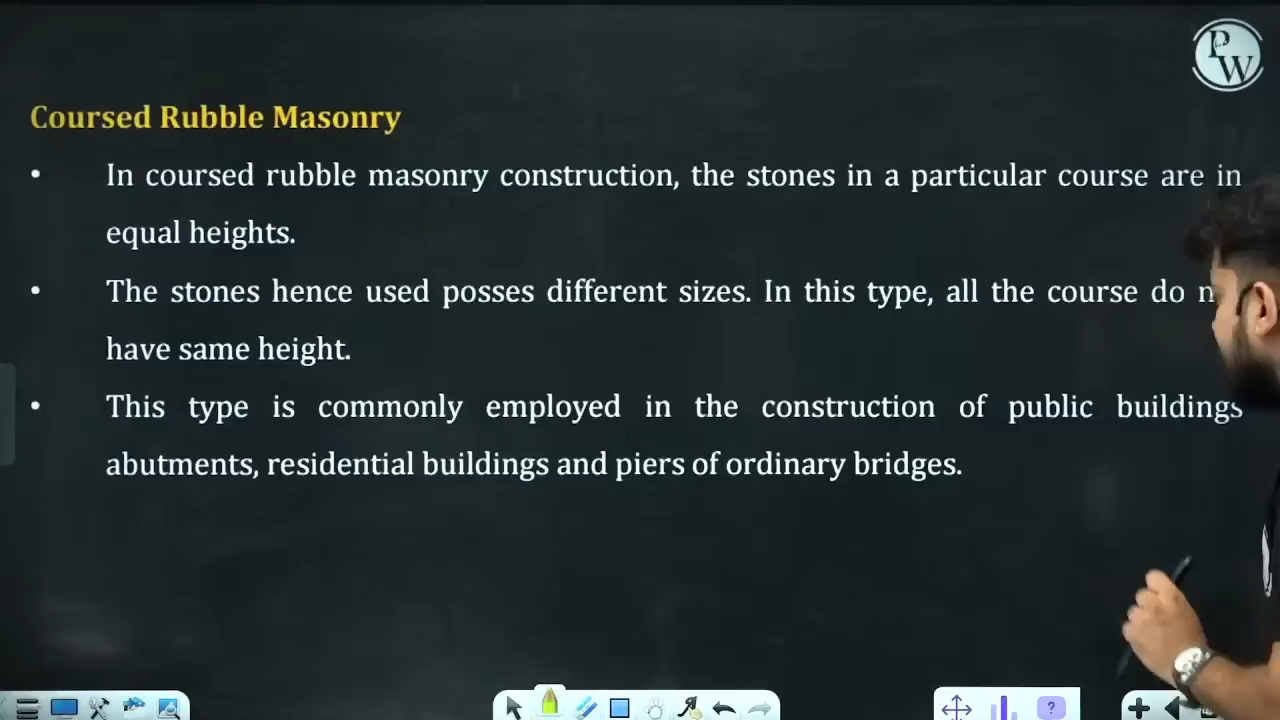 PW
Coursed Rubble Masonry
• In coursed rubble masonry construction, the stones in a particular course are in
equal heights.
• The stones hence used posses different sizes. In this type, all the course do
have same height.
• This type is commonly employed in the construction of public buildings
abutments, residential buildings and piers of ordinary bridges.
?